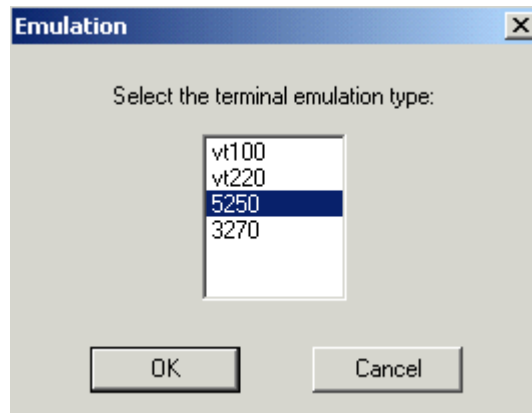 Emulation
Select the terminal emulation type:
vt100
vt220
5250
3270
OK
Cancel